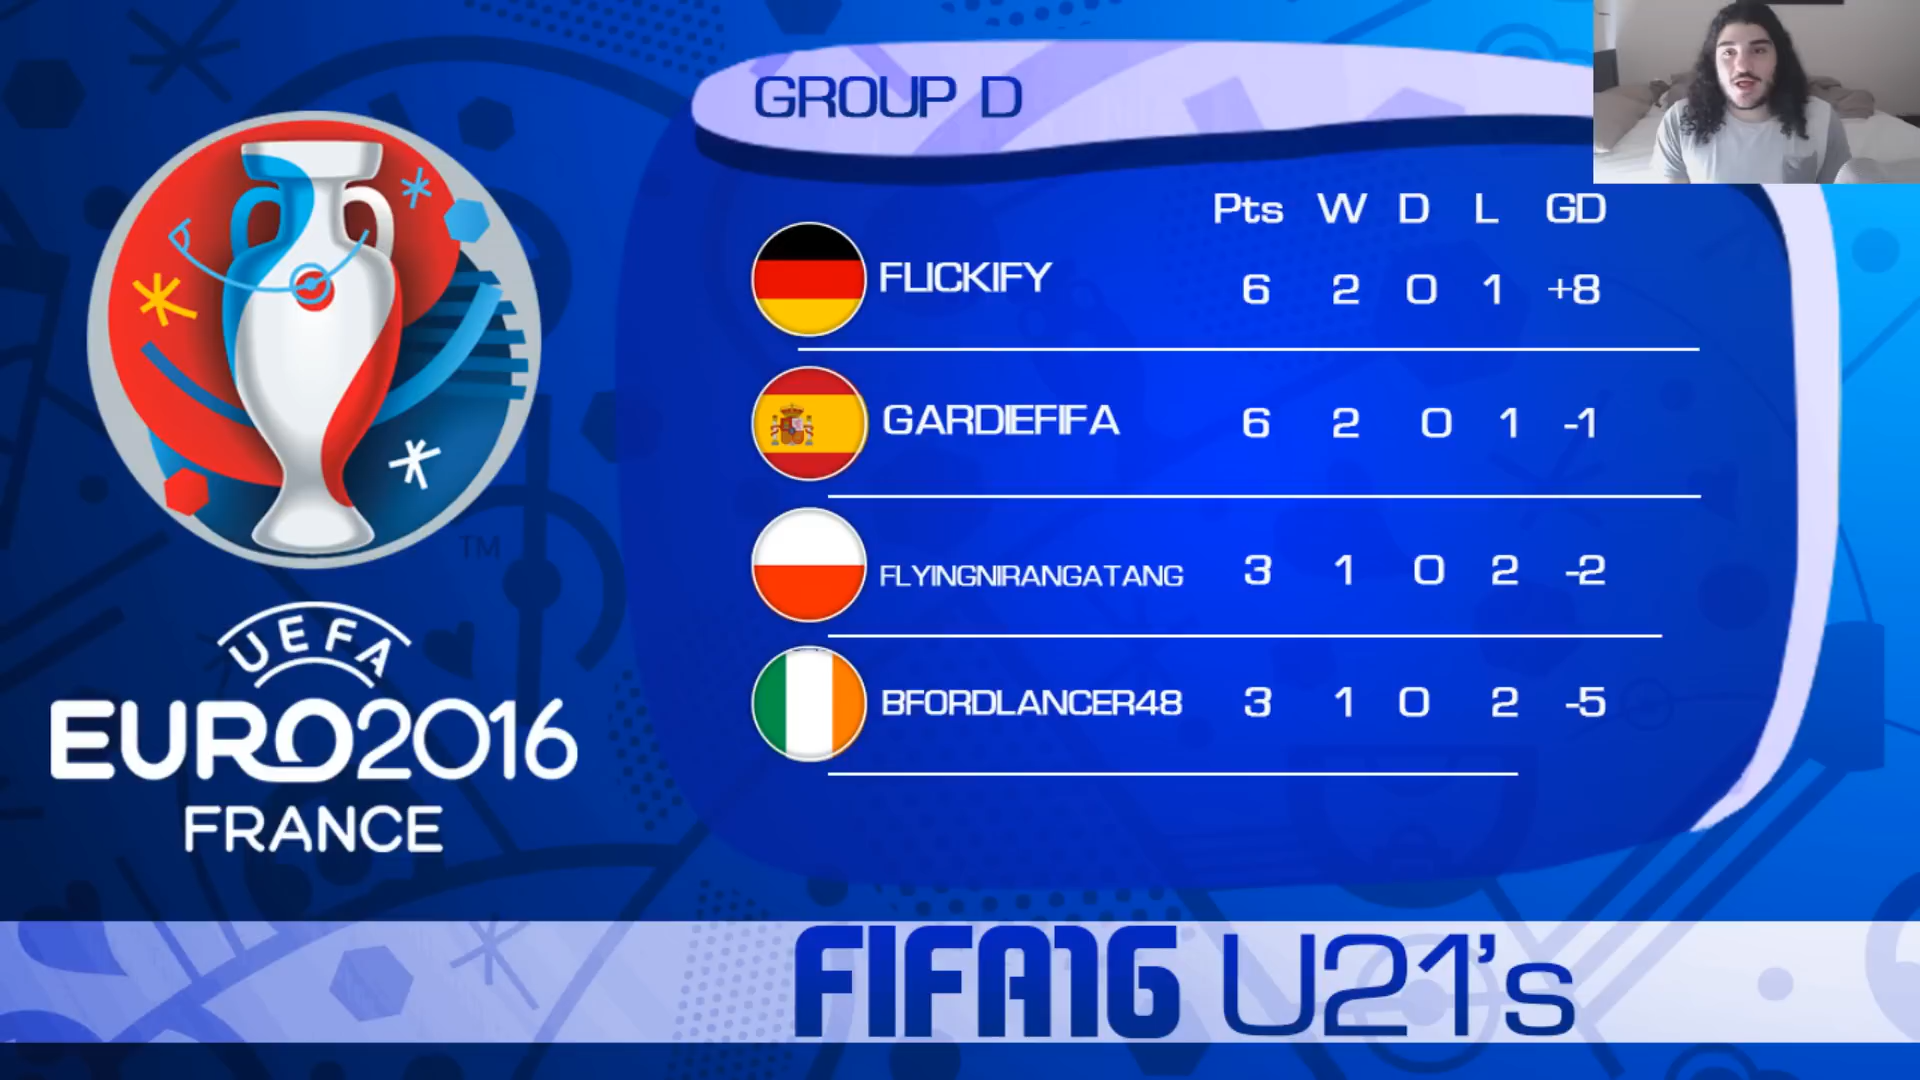 GROUP D
Pts W D L GD
FLICKIFY 6 2 0 1 +8
GARDIEFIFA 6 2 0 1 -1
FLYINGNIRANGATANG 3 1 0 2 -2
BFORDLANCER48 3 1 0 2 -5
TM
UEFA
EURO2016
FRANCE
FIFA16 U21's